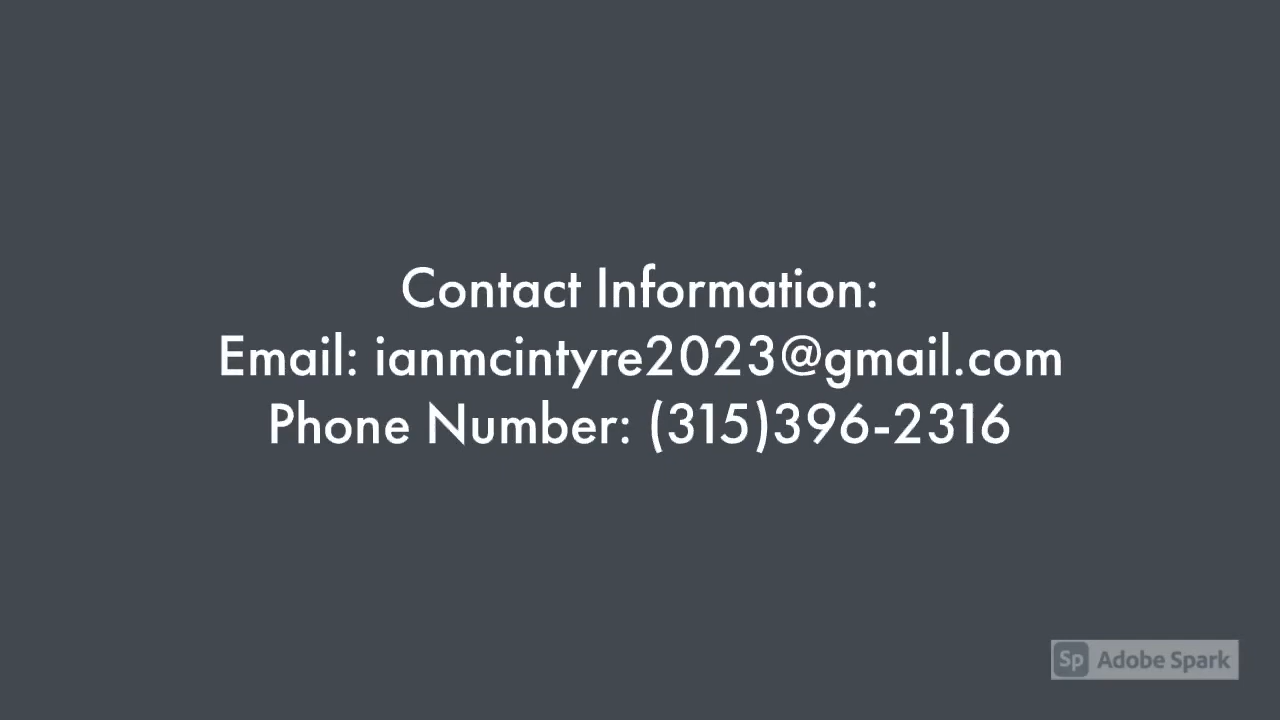 Contact Information:
Email: ianmcintyre2023@gmail.com
Phone Number: (315)396-2316
Sp Adobe Spark